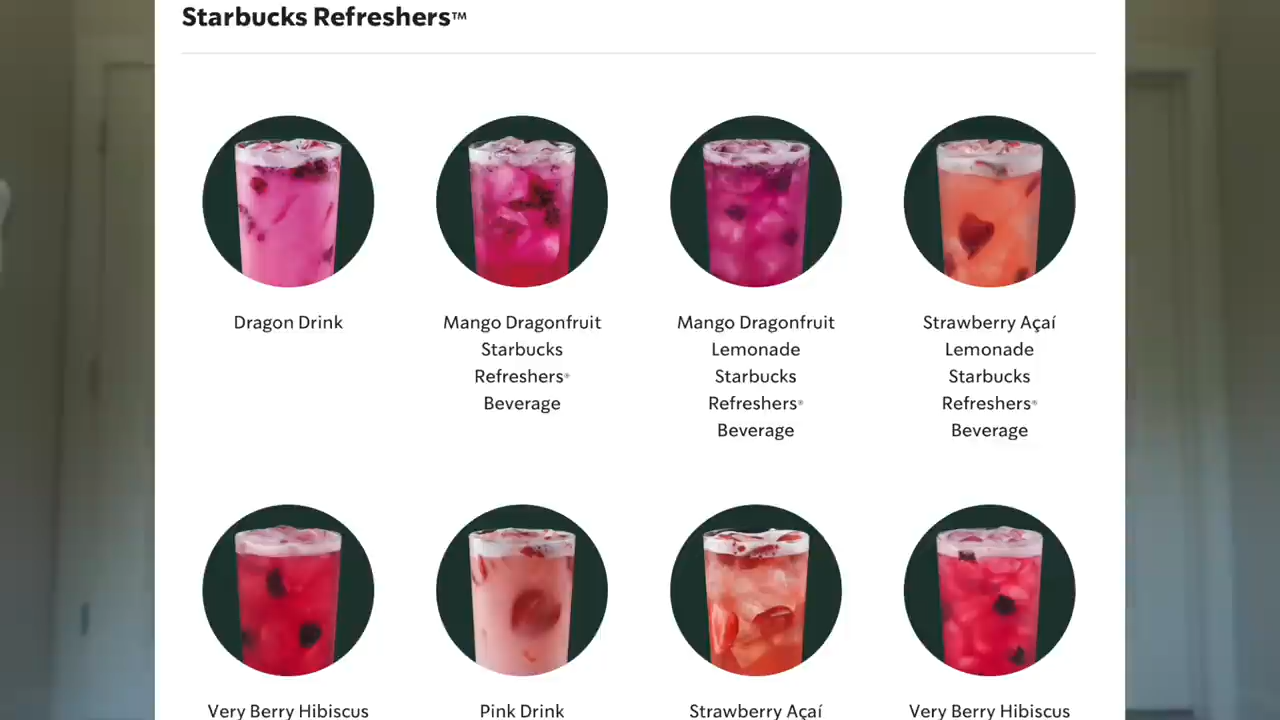 Starbucks Refreshers™
Dragon Drink
Mango Dragonfruit
Starbucks
Refreshers®
Beverage
Mango Dragonfruit
Lemonade
Starbucks
Refreshers®
Beverage
Strawberry Açaí
Lemonade
Starbucks
Refreshers®
Beverage
Very Berry Hibiscus
Pink Drink
Strawberry Açaí
Very Berry Hibiscus